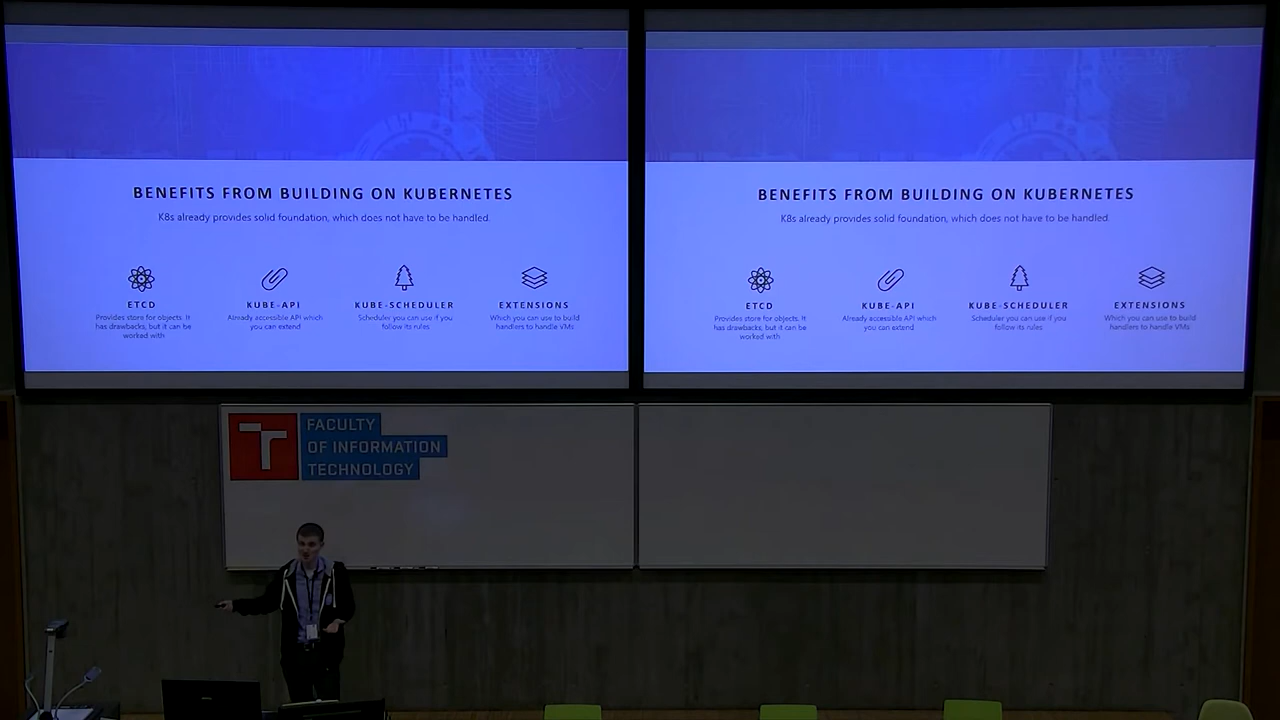 BENEFITS FROM BUILDING ON KUBERNETES
K8s already provides solid foundation, which does not have to be handled.
ETCD
Provides store for objects. It
has drawbacks, but it can be
worked with
KUBE-API
Already accessible API which
you can extend
KUBE-SCHEDULER
Scheduler you can use if you
follow its rules
EXTENSIONS
Which you can use to build
handlers to handle VMs
BENEFITS FROM BUILDING ON KUBERNETES
K8s already provides solid foundation, which does not have to be handled.
ETCD
Provides store for objects. It
has drawbacks, but it can be
worked with
KUBE-API
Already accessible API which
you can extend
KUBE-SCHEDULER
Scheduler you can use if you
follow its rules
EXTENSIONS
Which you can use to build
handlers to handle VMs
T
FACULTY
OF INFORMATION
TECHNOLOGY